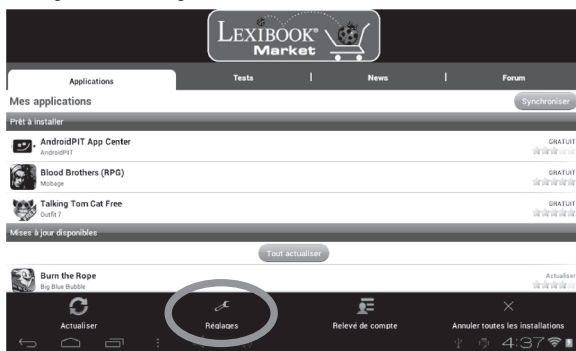 LEXIBOOK®
Market
Applications Tests | News | Forum
Mes applications Synchroniser
Prêt à installer
AndroidPIT App Center GRATUIT
AndroidPIT
Blood Brothers (RPG) GRATUIT
Mobage
Talking Tom Cat Free GRATUIT
Outfit 7
Mises à jour disponibles
Tout actualiser
Burn the Rope Actualiser
Big Blue Bubble
Actualiser Réglages Relevé de compte Annuler toutes les installations
4:37